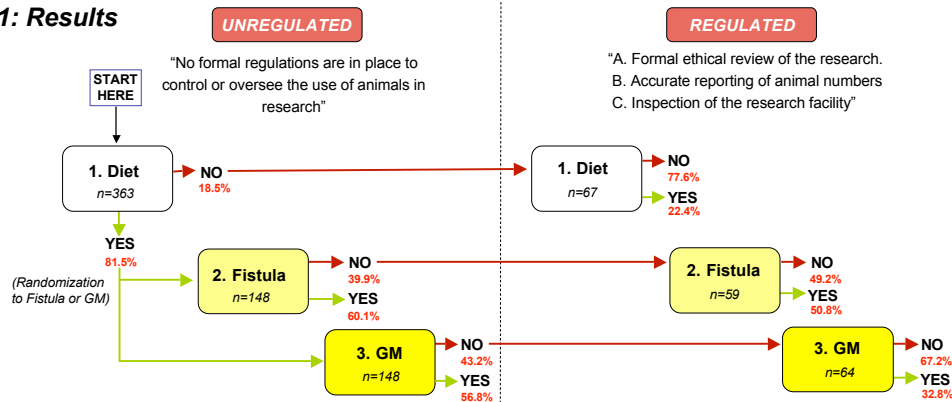 1: Results
UNREGULATED
“No formal regulations are in place to
control or oversee the use of animals in
research”
REGULATED
“A. Formal ethical review of the research.
B. Accurate reporting of animal numbers
C. Inspection of the research facility”
START
HERE
1. Diet
n=363
NO
18.5%
1. Diet
n=67
NO
77.6%
YES
22.4%
YES
81.5%
(Randomization
to Fistula or GM)
2. Fistula
n=148
NO
39.9%
YES
60.1%
2. Fistula
n=59
NO
49.2%
YES
50.8%
3. GM
n=148
NO
43.2%
YES
56.8%
3. GM
n=64
NO
67.2%
YES
32.8%